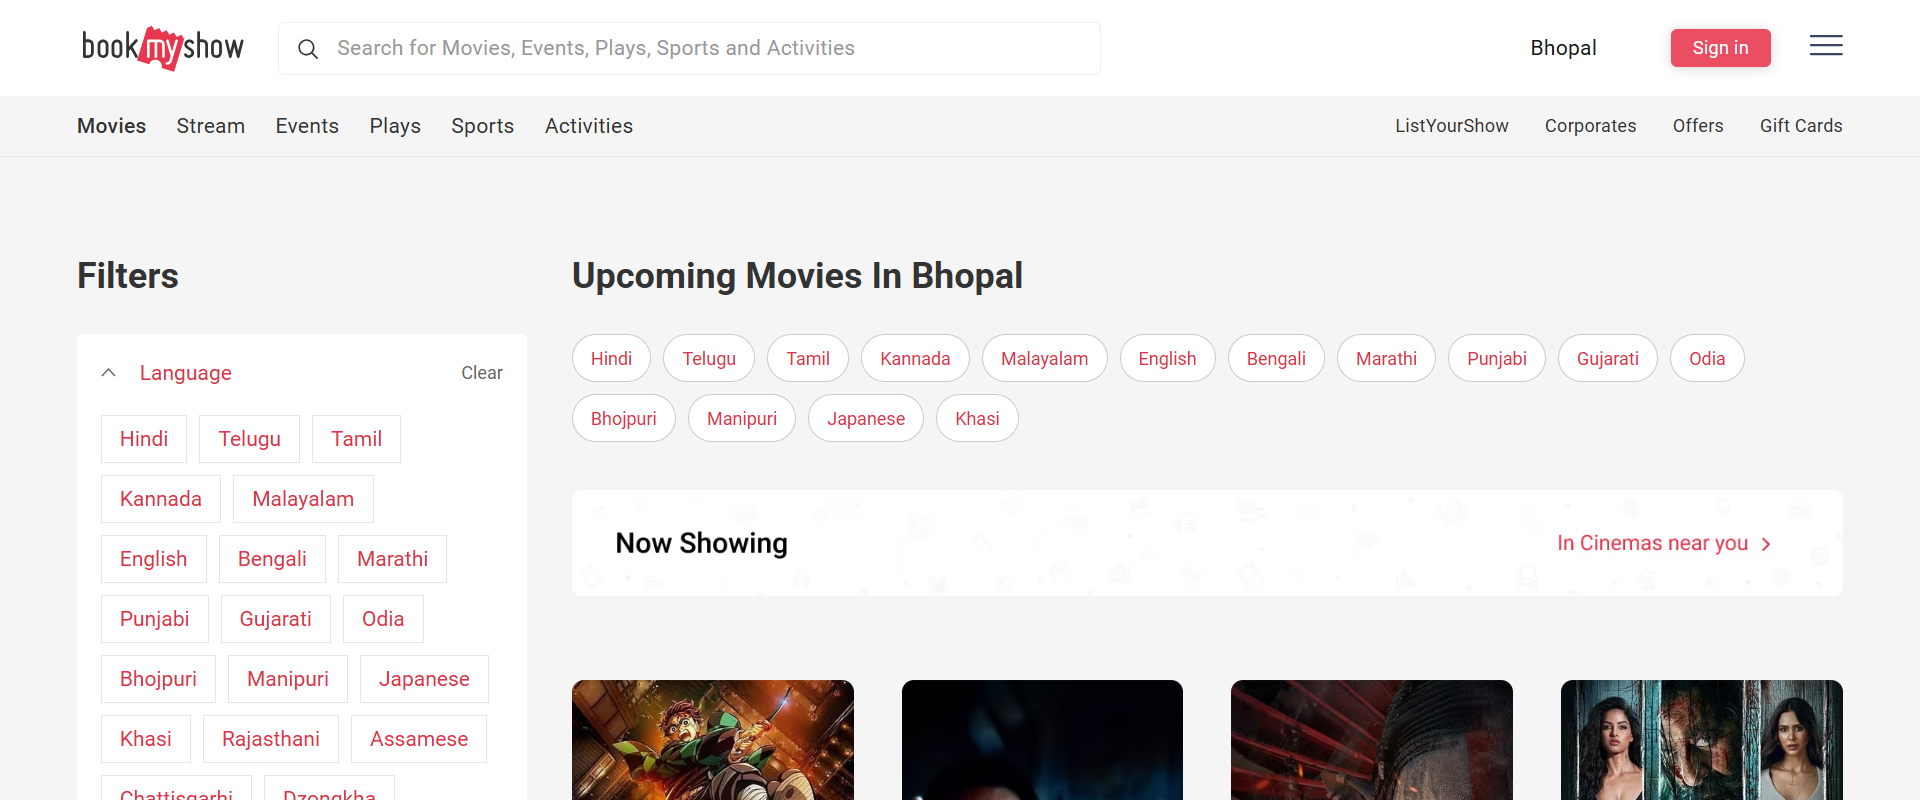 bookmyshow
Search for Movies, Events, Plays, Sports and Activities
Bhopal
Sign in
Movies Stream Events Plays Sports Activities
ListYourShow Corporates Offers Gift Cards
Filters
Language Clear
Hindi Telugu Tamil
Kannada Malayalam
English Bengali Marathi
Punjabi Gujarati Odia
Bhojpuri Manipuri Japanese
Khasi Rajasthani Assamese
Chattisgarhi Dzongkha
Upcoming Movies In Bhopal
Hindi Telugu Tamil Kannada Malayalam English Bengali Marathi Punjabi Gujarati Odia
Bhojpuri Manipuri Japanese Khasi
Now Showing
In Cinemas near you